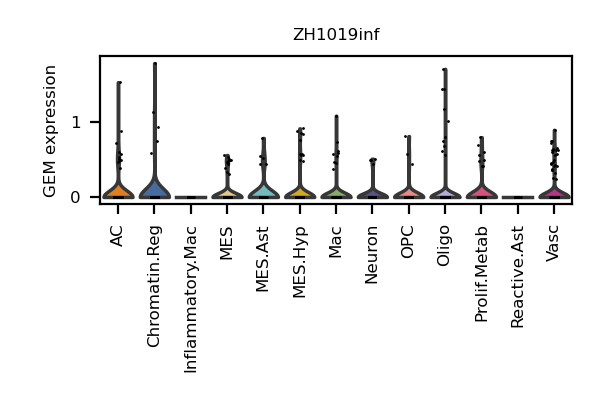 ZH1019inf
GEM expression
1
0
AC
Chromatin.Reg
Inflammatory.Mac
MES
MES.Ast
MES.Hyp
Mac
Neuron
OPC
Oligo
Prolif.Metab
Reactive.Ast
Vasc